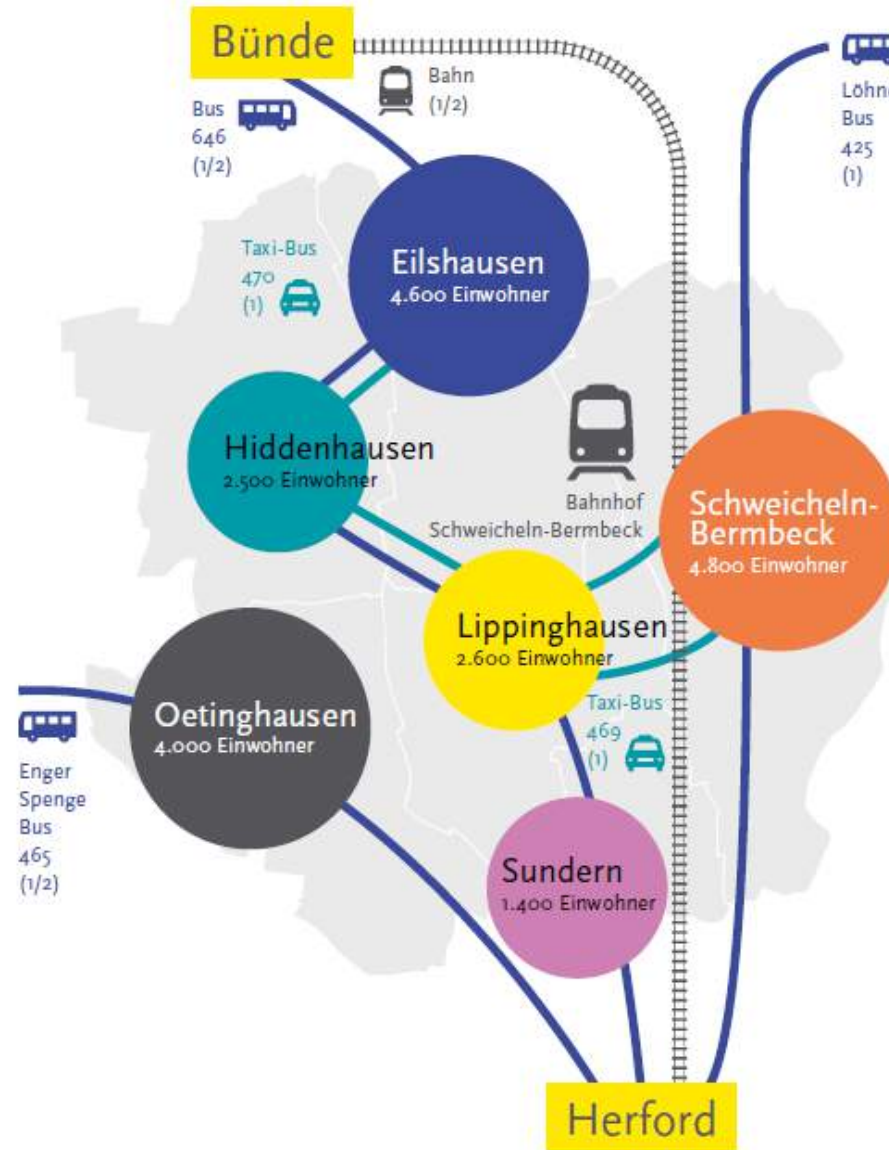 Bünde
Bahn
(1/2)
Bus
646
(1/2)
Bus
425
(1)
Taxi-Bus
470
(1)
Eilshausen
4.600 Einwohner
Hiddenhausen
2.500 Einwohner
Bahnhof
Schweicheln-Bermbeck
Schweicheln-
Bermbeck
4.800 Einwohner
Lippinghausen
2.600 Einwohner
Oetinghausen
4.000 Einwohner
Taxi-Bus
469
(1)
Enger
Spenge
Bus
465
(1/2)
Sundern
1.400 Einwohner
Herford